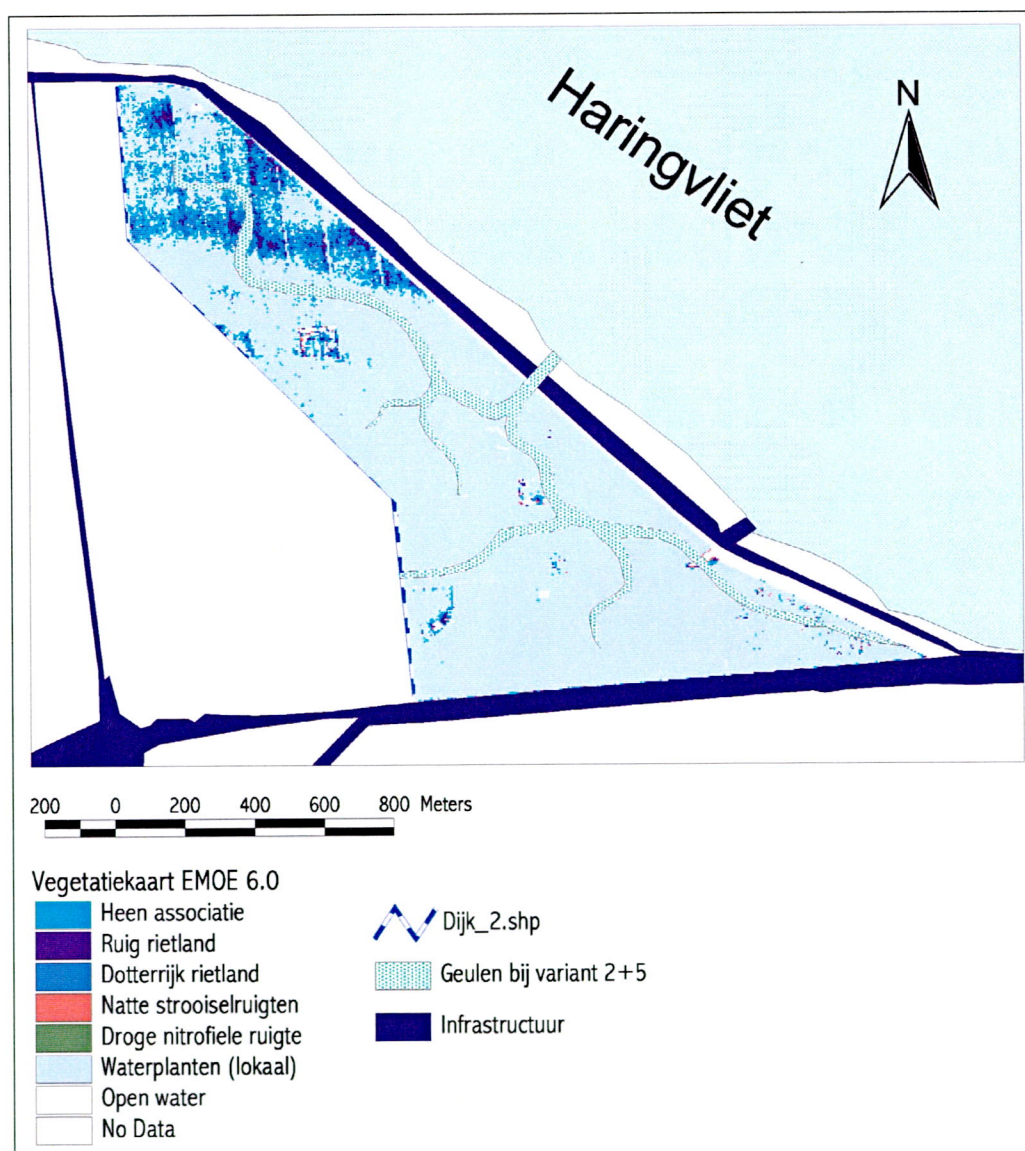 Haringvliet
N
200 0 200 400 600 800 Meters
Vegetatiekaart EMOE 6.0
Heen associatie
Ruig rietland
Dotterrijk rietland
Natte strooiselruigten
Droge nitrofiele ruigte
Waterplanten (lokaal)
Open water
No Data
Dijk_2.shp
Geulen bij variant 2+5
Infrastructuur